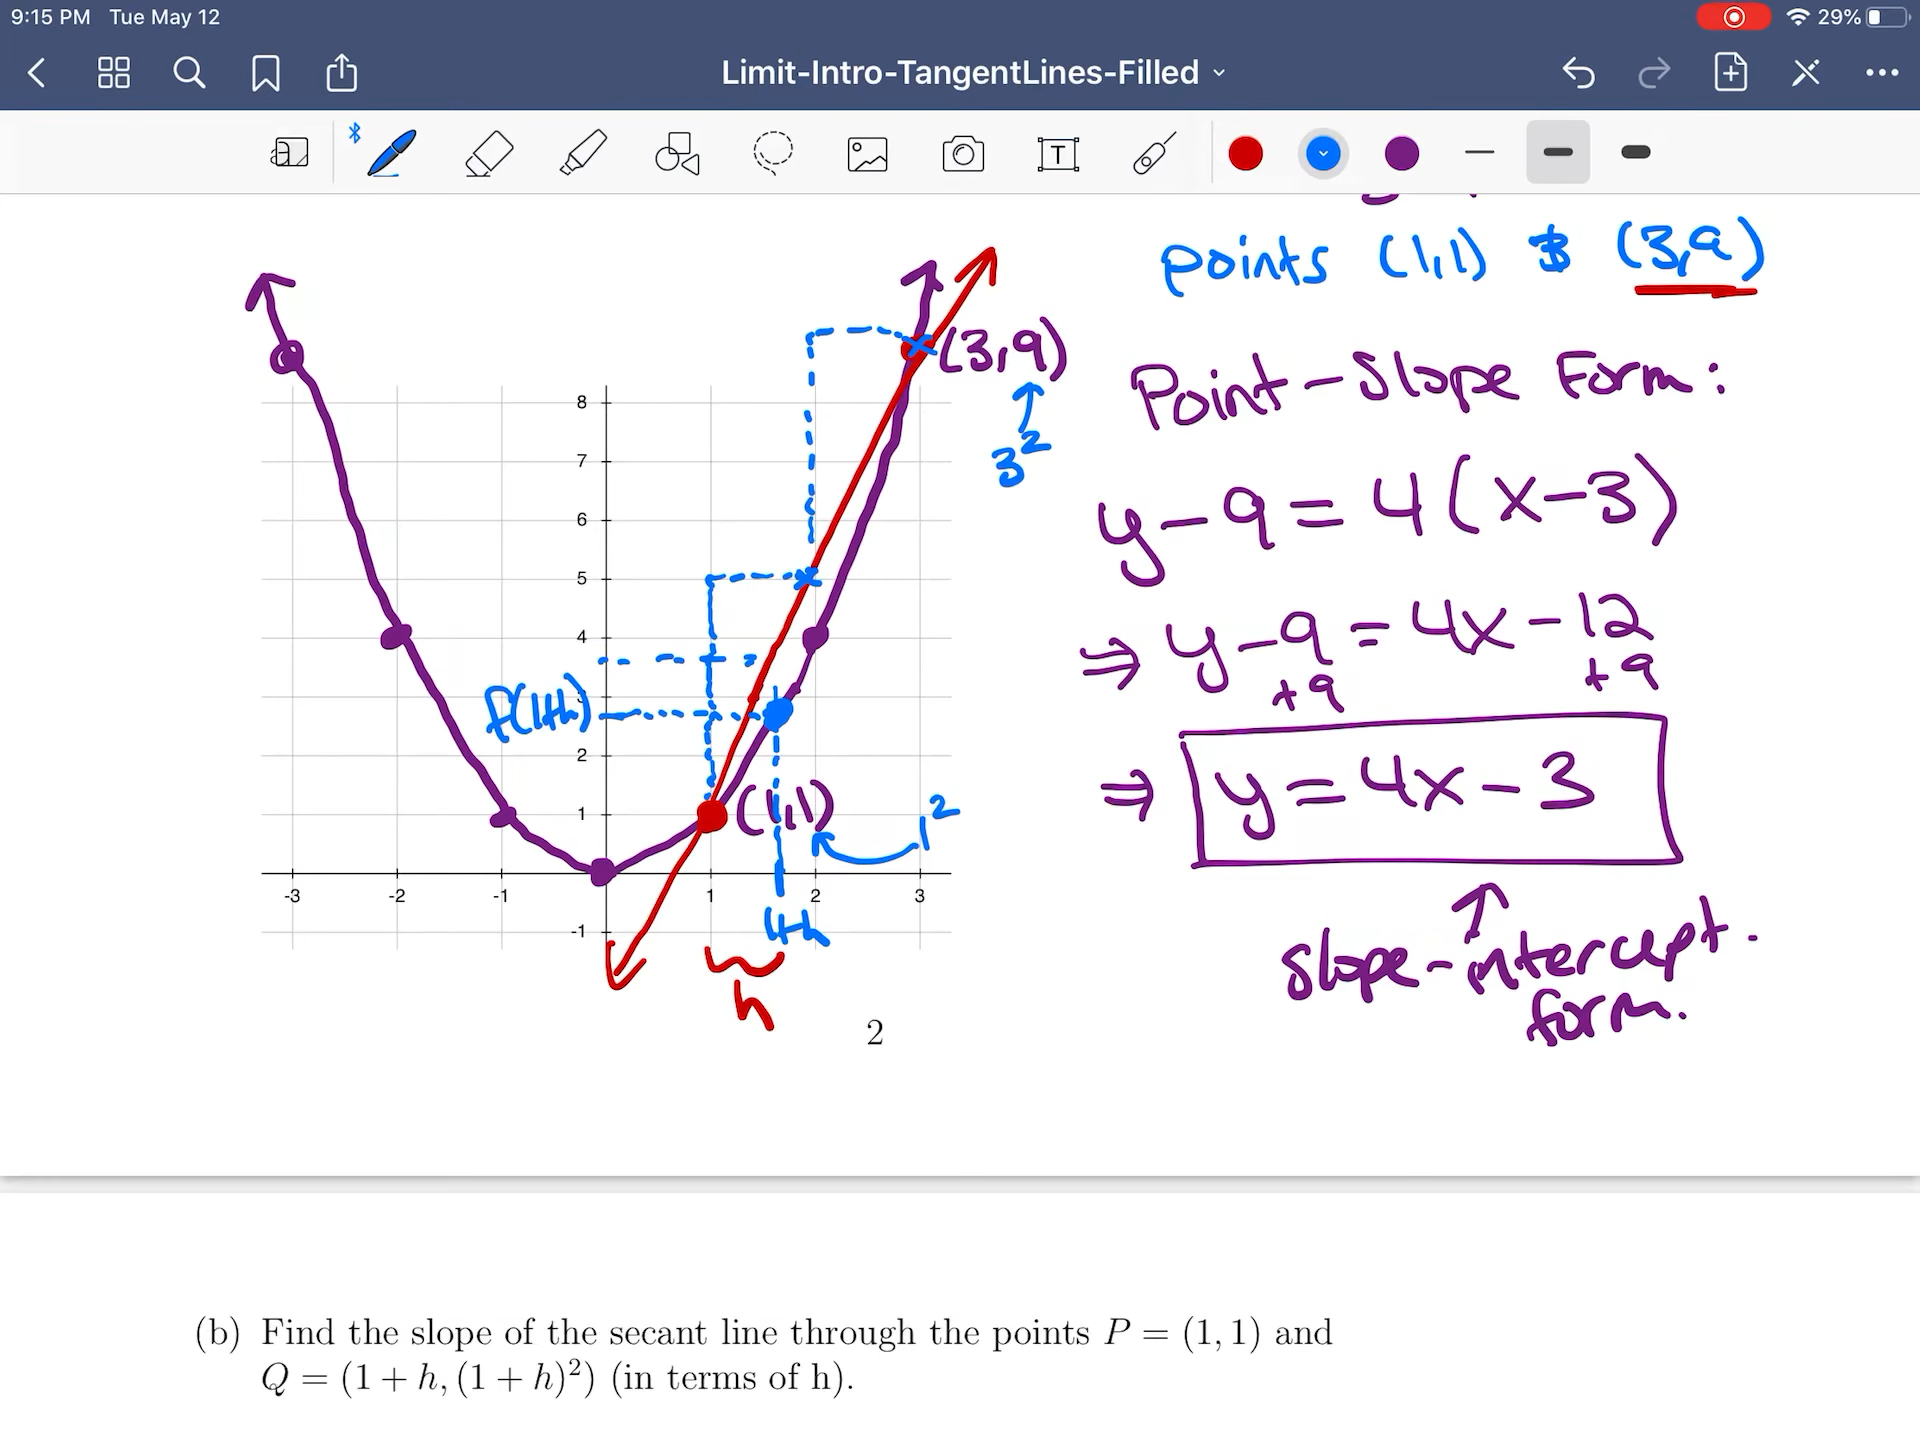 9:15 PM Tue May 12
29%
Limit-Intro-TangentLines-Filled
T
points (1,1) & (3,9)
(3,9)
3²
Point-Slope Form:
y-9=4(x-3)
⇒ y-9=4x-12
+9 +9
⇒ y=4x-3
↑
slope-intercept
form.
8
7
6
5
4
3
2
1
-1
-3 -2 -1 1 2 3
f(1+h)
(1,1)
1²
1+h
h
2
(b) Find the slope of the secant line through the points P = (1, 1) and
Q = (1 + h, (1 + h)²) (in terms of h).